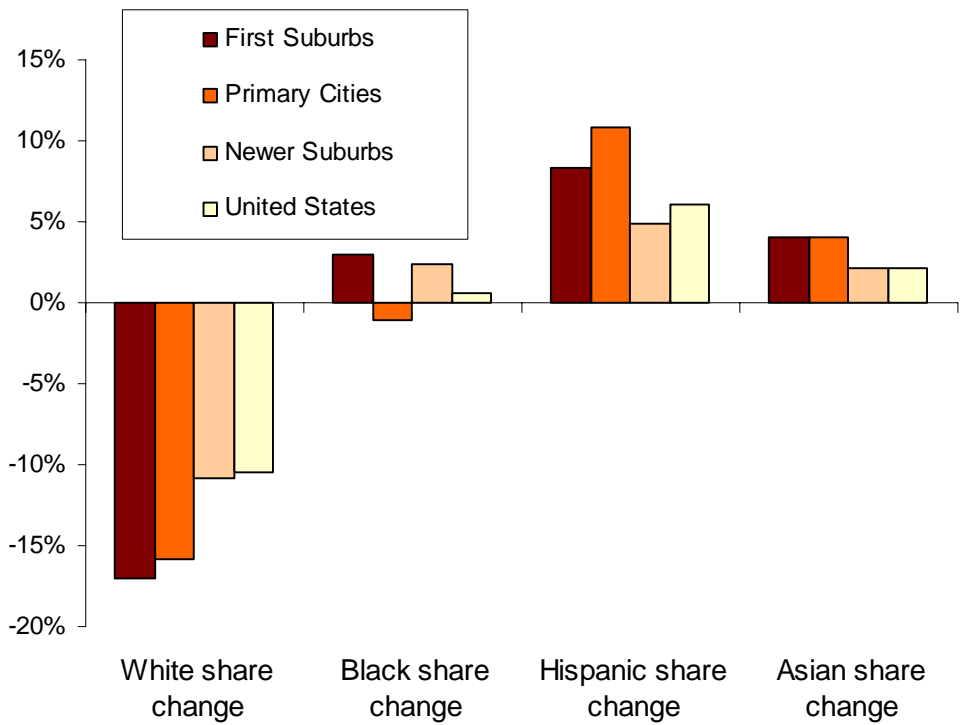 First Suburbs
Primary Cities
Newer Suburbs
United States
15%
10%
5%
0%
-5%
-10%
-15%
-20%
White share
change
Black share
change
Hispanic share
change
Asian share
change